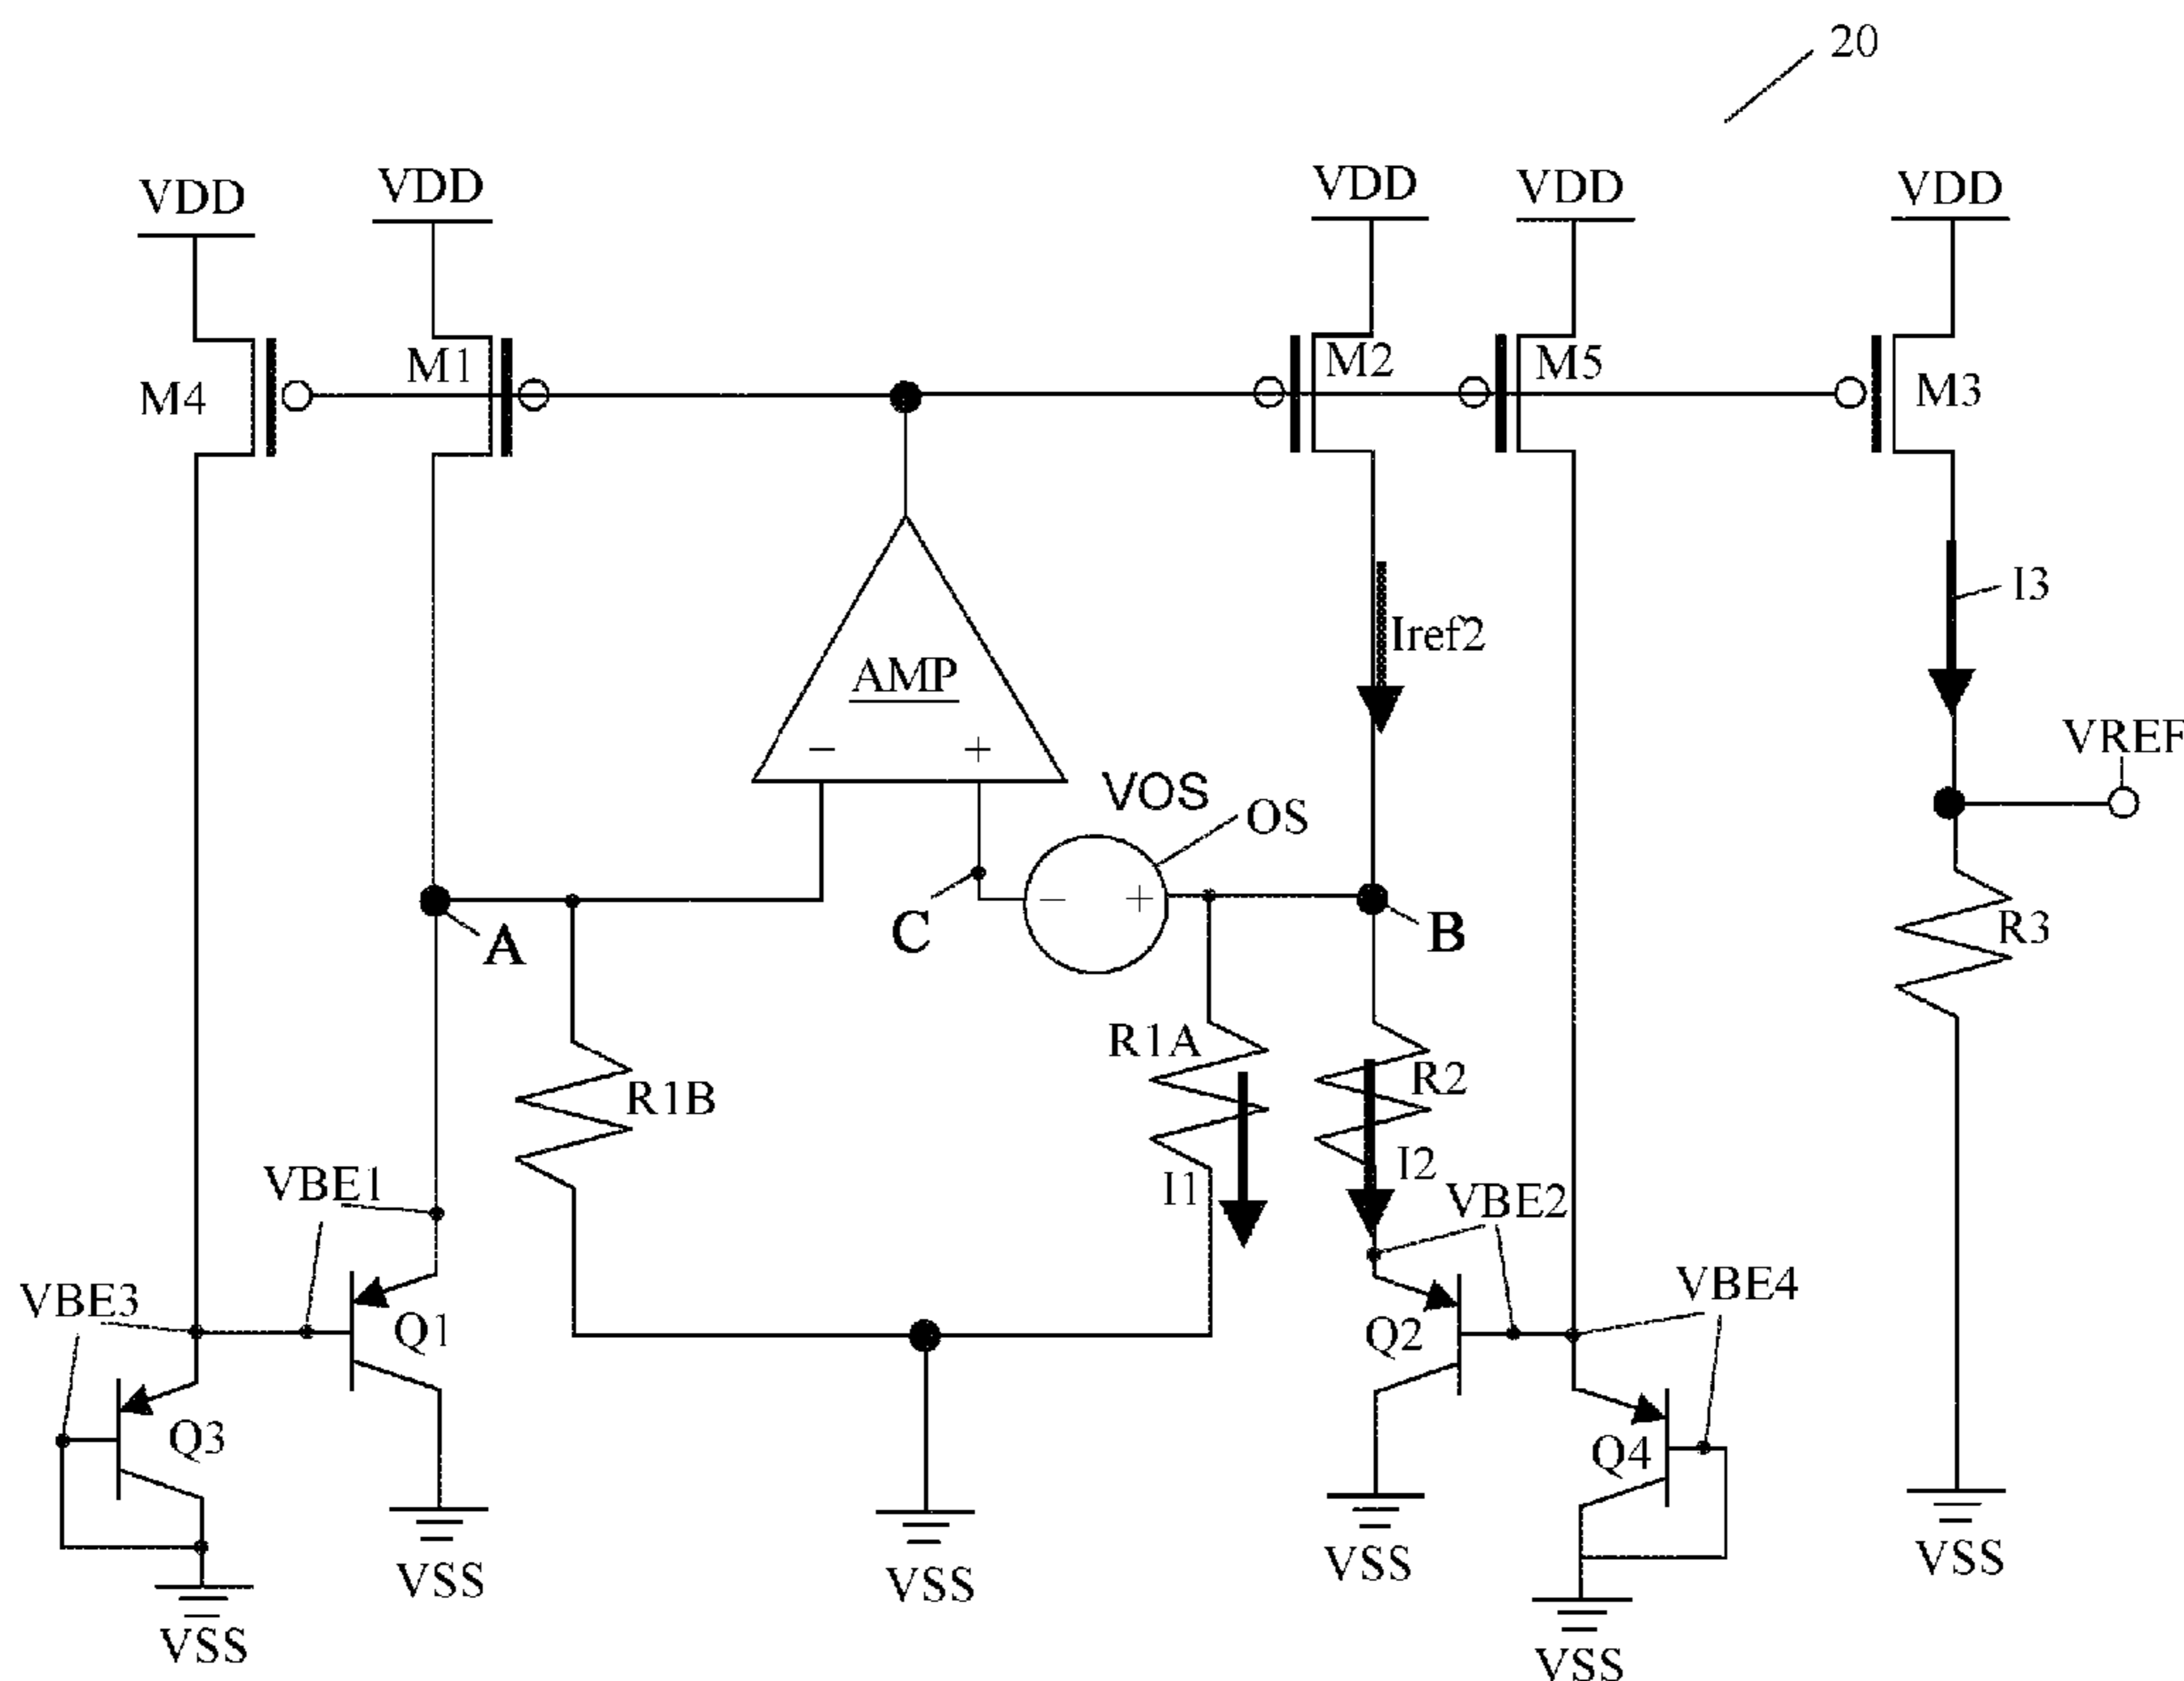 20
VDD
VDD
VDD
VDD
VDD
M4
M1
M2
M5
M3
AMP
−
+
Iref2
I3
VREF
VOS
OS
−
+
A
C
B
R3
R1B
R1A
R2
I1
I2
VBE1
VBE2
VBE3
VBE4
Q1
Q2
Q3
Q4
VSS
VSS
VSS
VSS
VSS
VSS